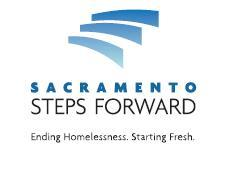 SACRAMENTO
STEPS FORWARD
Ending Homelessness. Starting Fresh.